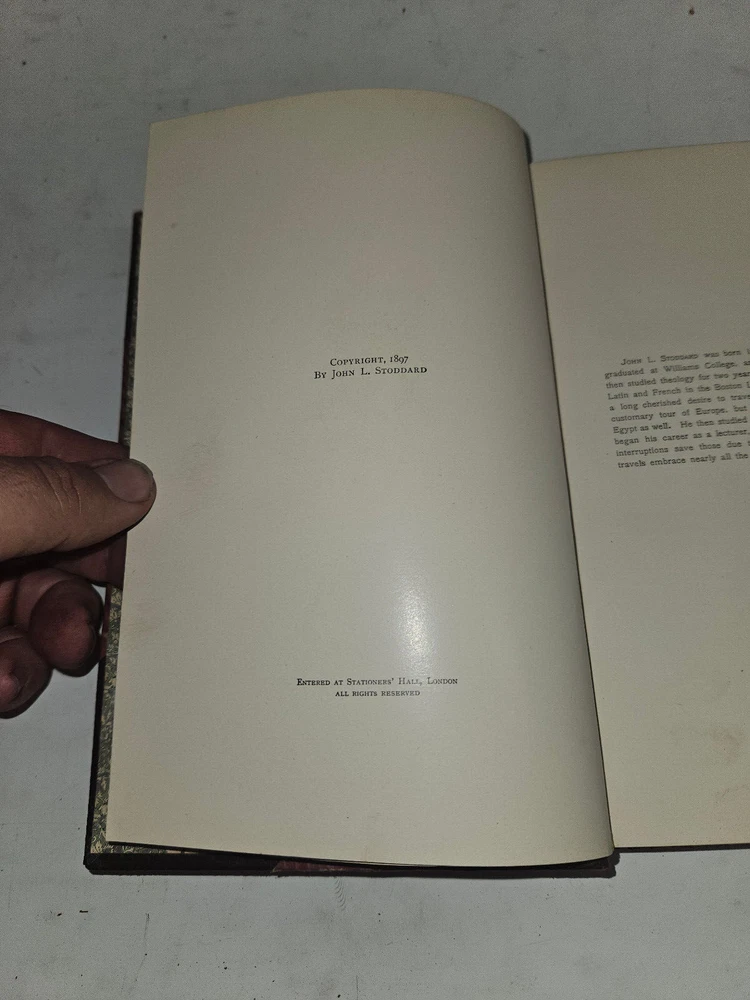 Copyright, 1897
By John L. Stoddard
Entered at Stationers' Hall, London
all rights reserved
John L. Stoddard was born
graduated at Williams College,
then studied theology for two
Latin and French in the Boston
a long cherished desire to
customary tour of Europe, but
Egypt as well. He then studied
began his career as a lecturer,
interruptions save those due
travels embrace nearly all the